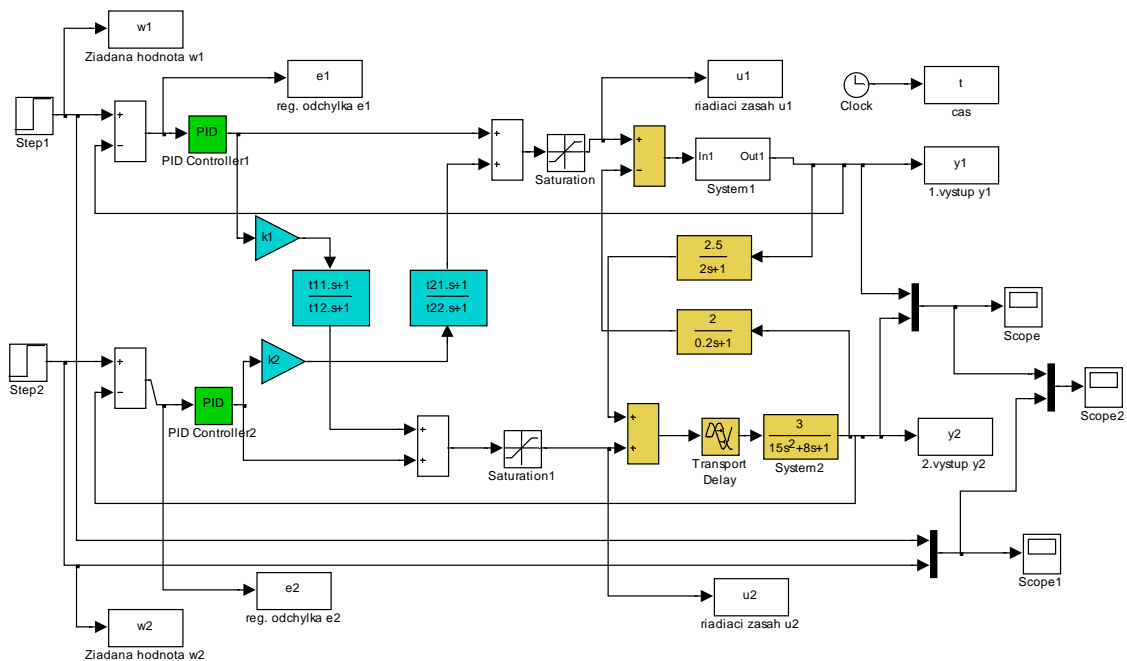 w1
Ziadana hodnota w1
e1
reg. odchylka e1
u1
riadiaci zasah u1
Clock
t
cas
Step1
+
−
PID
PID Controller1
+
+
Saturation
+
−
In1 Out1
System1
y1
1.vystup y1
k1
2.5
2s+1
t11.s+1
t12.s+1
t21.s+1
t22.s+1
2
0.2s+1
Scope
Step2
+
−
k2
PID
PID Controller2
+
+
Saturation1
+
+
Transport
Delay
3
15s²+8s+1
System2
y2
2.vystup y2
Scope2
Scope1
e2
reg. odchylka e2
u2
riadiaci zasah u2
w2
Ziadana hodnota w2